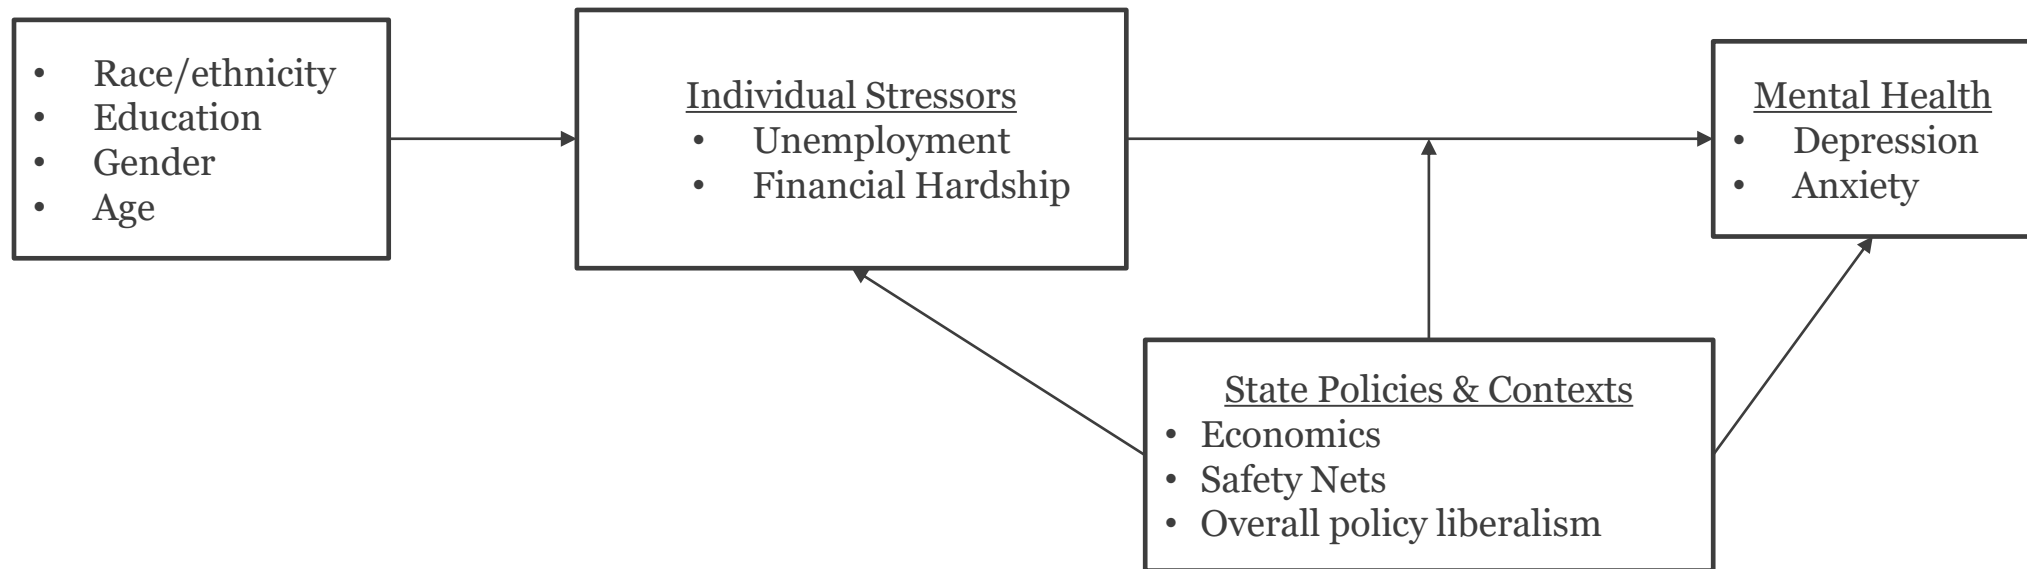 • Race/ethnicity
• Education
• Gender
• Age
Individual Stressors
• Unemployment
• Financial Hardship
Mental Health
• Depression
• Anxiety
State Policies & Contexts
• Economics
• Safety Nets
• Overall policy liberalism